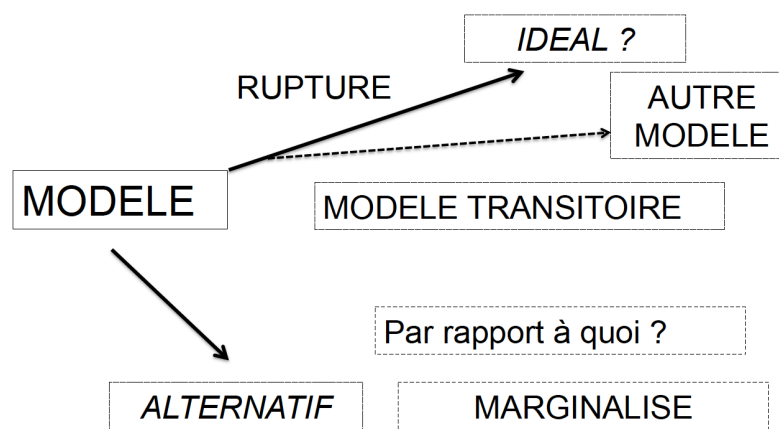 IDEAL ?
RUPTURE
AUTRE
MODELE
MODELE
MODELE TRANSITOIRE
Par rapport à quoi ?
ALTERNATIF
MARGINALISE